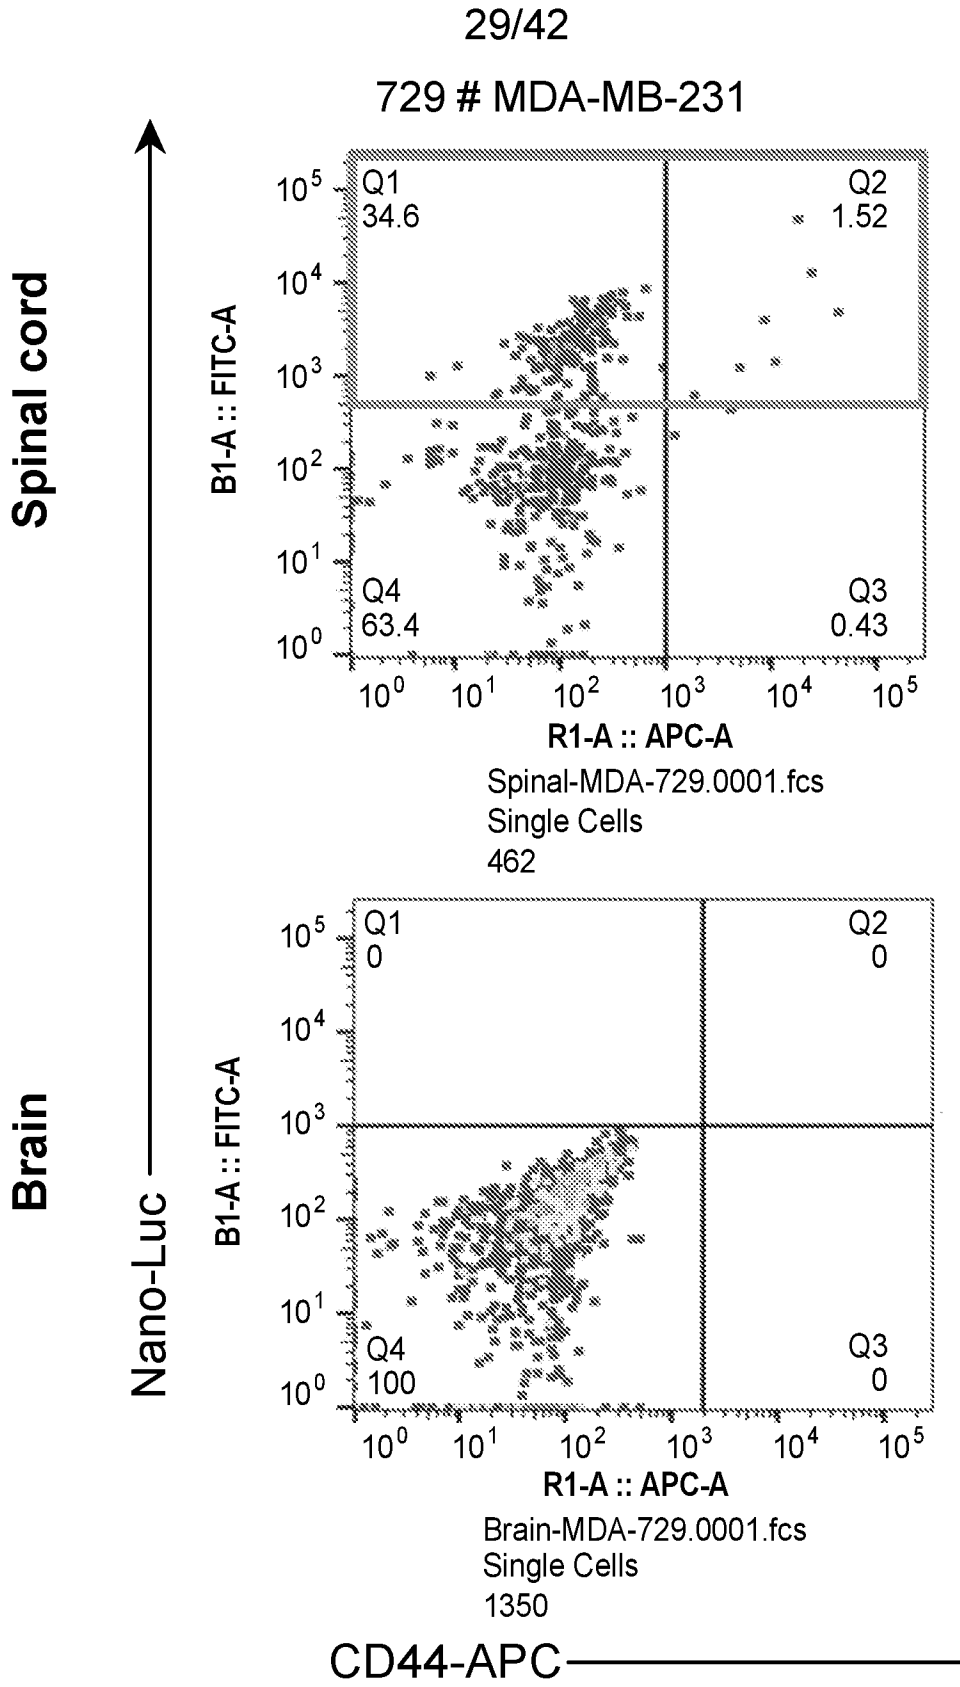 29/42
729 # MDA-MB-231
Spinal cord
Q1
34.6
Q2
1.52
Q4
63.4
Q3
0.43
10^5
10^4
10^3
10^2
10^1
10^0
B1-A :: FITC-A
10^0 10^1 10^2 10^3 10^4 10^5
R1-A :: APC-A
Spinal-MDA-729.0001.fcs
Single Cells
462
Brain
Q1
0
Q2
0
Q4
100
Q3
0
10^5
10^4
10^3
10^2
10^1
10^0
B1-A :: FITC-A
10^0 10^1 10^2 10^3 10^4 10^5
R1-A :: APC-A
Brain-MDA-729.0001.fcs
Single Cells
1350
Nano-Luc
CD44-APC